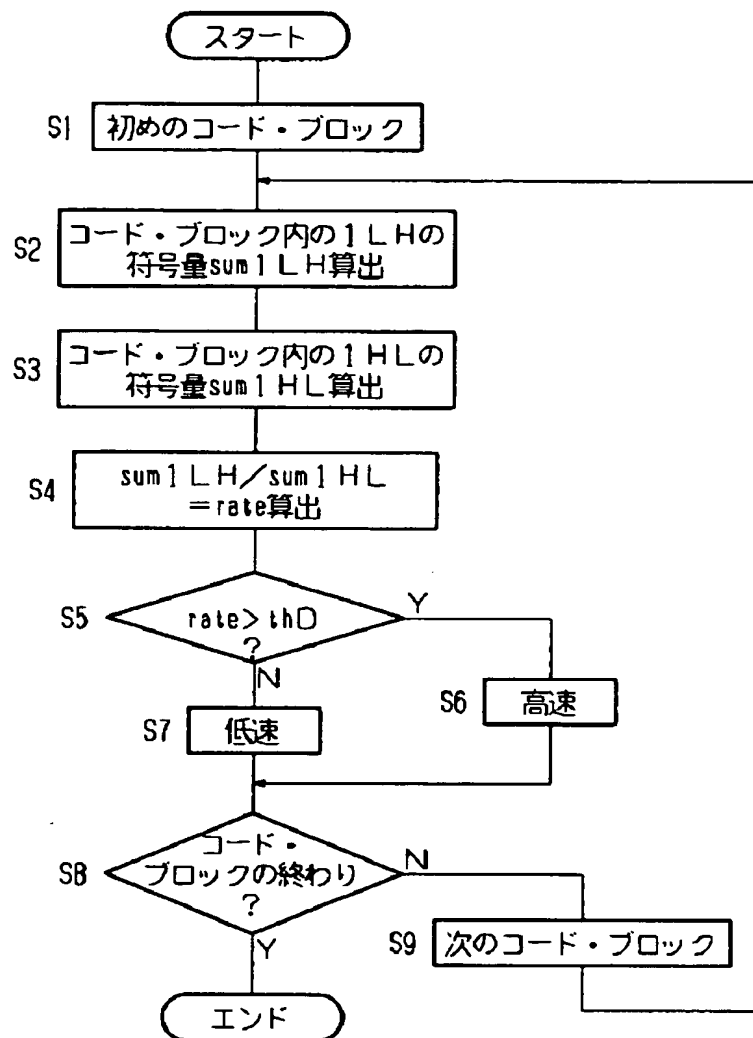 スタート
S1 初めのコード・ブロック
S2 コード・ブロック内の1LHの
符号量sum1LH算出
S3 コード・ブロック内の1HLの
符号量sum1HL算出
S4 sum1LH/sum1HL
=rate算出
S5 rate>thD
?
Y
N
S6 高速
S7 低速
S8 コード・
ブロックの終わり
?
N
Y
S9 次のコード・ブロック
エンド